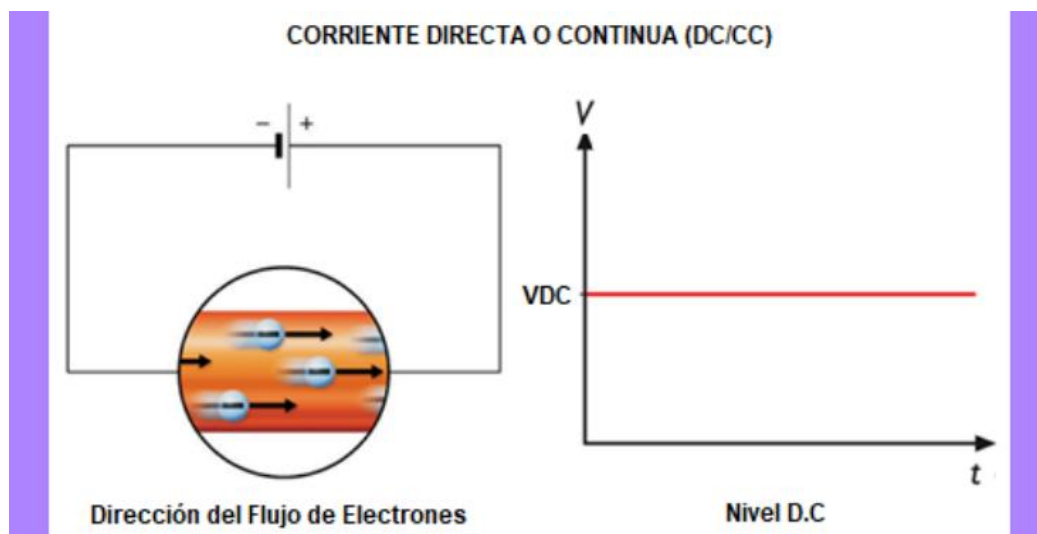 CORRIENTE DIRECTA O CONTINUA (DC/CC)
− +
V
VDC
t
Dirección del Flujo de Electrones
Nivel D.C